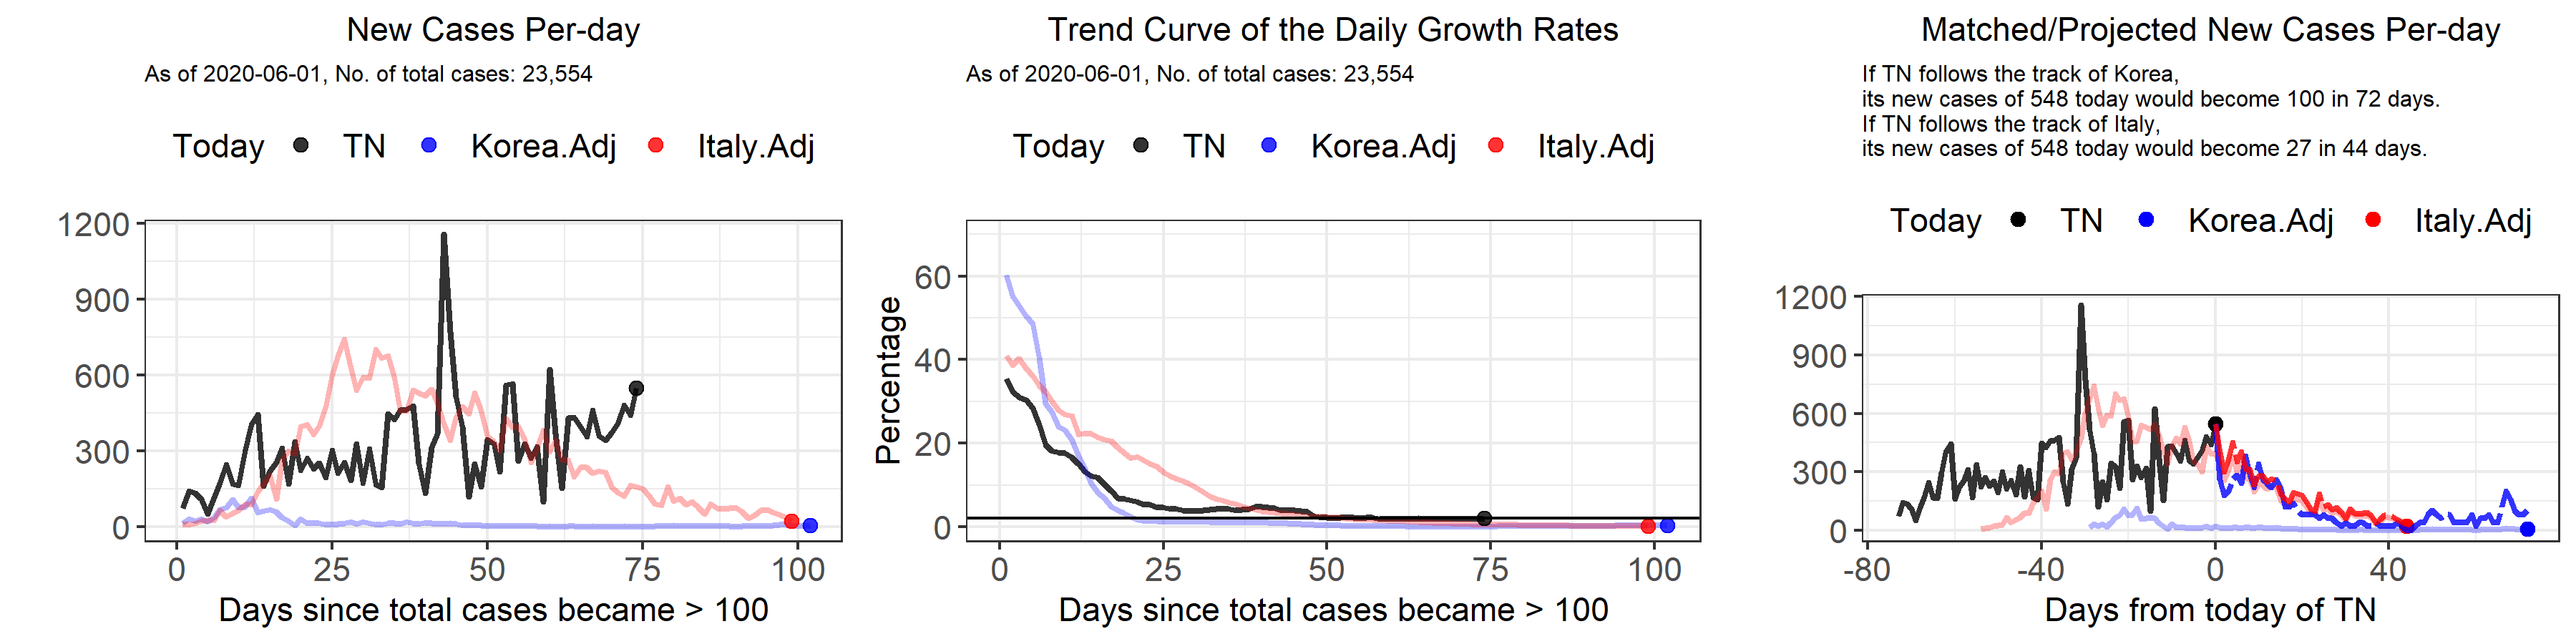 New Cases Per-day
As of 2020-06-01, No. of total cases: 23,554
Today TN Korea.Adj Italy.Adj
1200
900
600
300
0
0 25 50 75 100
Days since total cases became > 100
Trend Curve of the Daily Growth Rates
As of 2020-06-01, No. of total cases: 23,554
Today TN Korea.Adj Italy.Adj
Percentage
60
40
20
0
0 25 50 75 100
Days since total cases became > 100
Matched/Projected New Cases Per-day
If TN follows the track of Korea,
its new cases of 548 today would become 100 in 72 days.
If TN follows the track of Italy,
its new cases of 548 today would become 27 in 44 days.
Today TN Korea.Adj Italy.Adj
1200
900
600
300
0
-80 -40 0 40
Days from today of TN